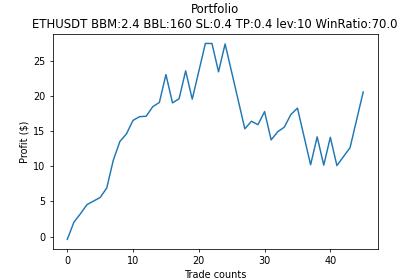 Portfolio
ETHUSDT BBM:2.4 BBL:160 SL:0.4 TP:0.4 lev:10 WinRatio:70.0
25
20
15
10
5
0
Profit ($)
0 10 20 30 40
Trade counts